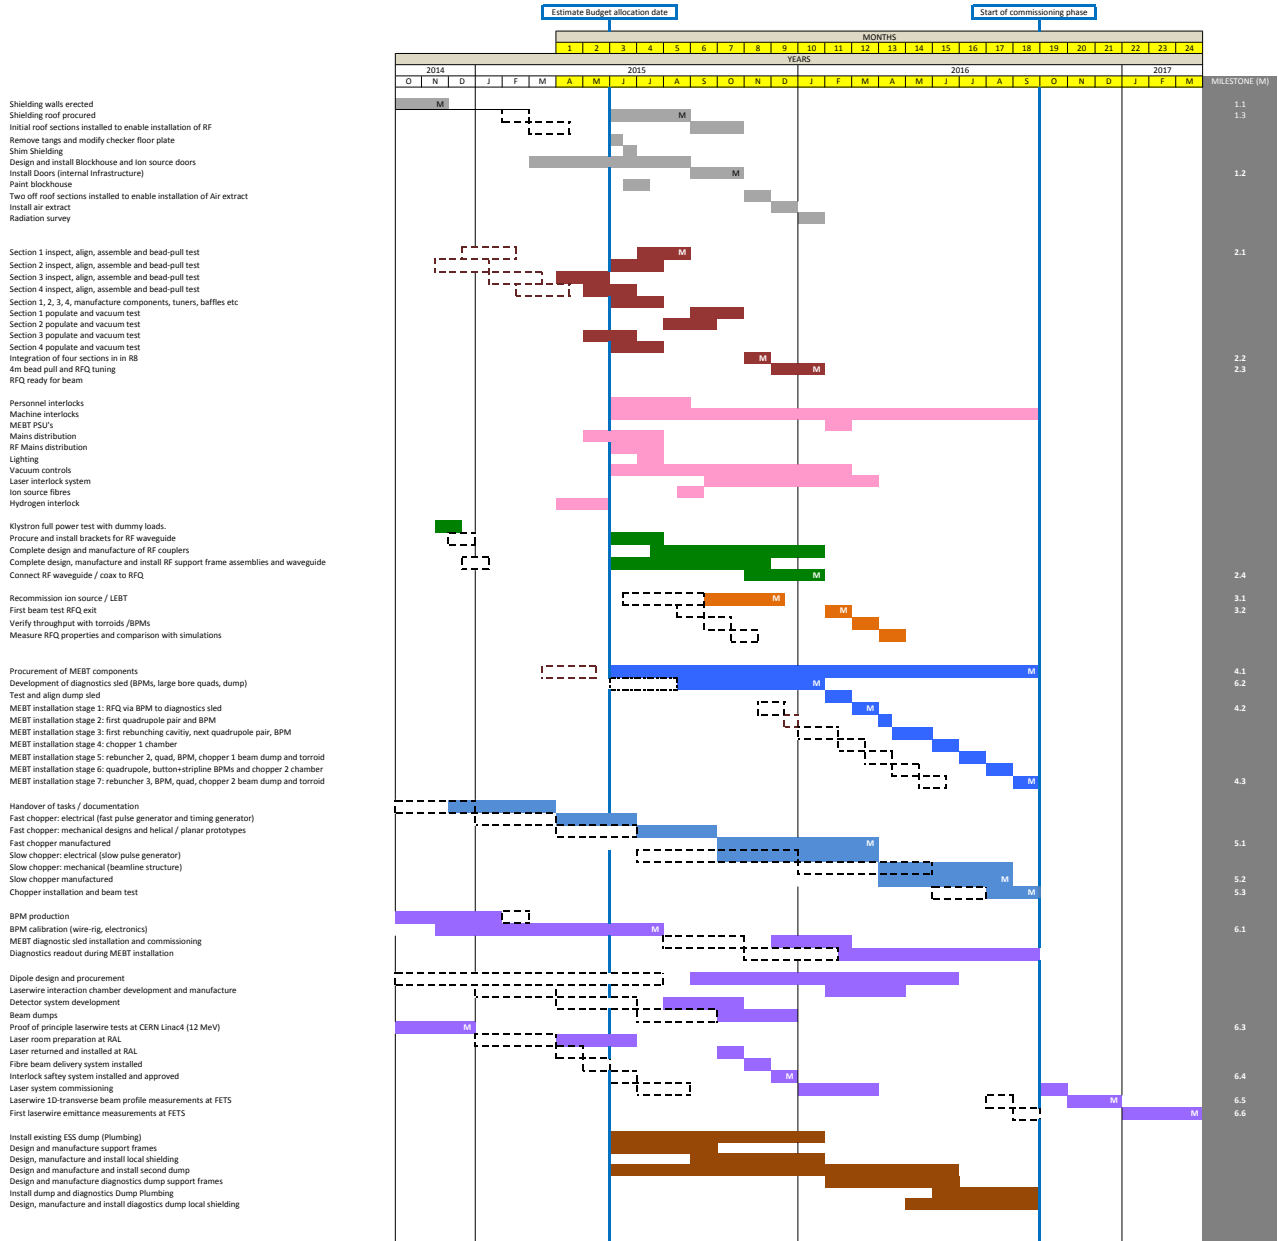 Estimate Budget allocation date Start of commissioning phase
MONTHS
1 2 3 4 5 6 7 8 9 10 11 12 13 14 15 16 17 18 19 20 21 22 23 24
YEARS
2014 2015 2016 2017
O N D J F M A M J J A S O N D J F M A M J J A S O N D J F M MILESTONE (M)
Shielding walls erected M 1.1
Shielding roof procured M 1.3
Initial roof sections installed to enable installation of RF
Remove tangs and modify checker floor plate
Shim Shielding
Design and install Blockhouse and Ion source doors
Install Doors (internal Infrastructure) M 1.2
Paint blockhouse
Two off roof sections installed to enable installation of Air extract
Install air extract
Radiation survey
Section 1 inspect, align, assemble and bead-pull test M 2.1
Section 2 inspect, align, assemble and bead-pull test
Section 3 inspect, align, assemble and bead-pull test
Section 4 inspect, align, assemble and bead-pull test
Section 1, 2, 3, 4, manufacture components, tuners, baffles etc
Section 1 populate and vacuum test
Section 2 populate and vacuum test
Section 3 populate and vacuum test
Section 4 populate and vacuum test
Integration of four sections in in R8 M 2.2
4m bead pull and RFQ tuning M 2.3
RFQ ready for beam
Personnel interlocks
Machine interlocks
MEBT PSU's
Mains distribution
RF Mains distribution
Lighting
Vacuum controls
Laser interlock system
Ion source fibres
Hydrogen interlock
Klystron full power test with dummy loads.
Procure and install brackets for RF waveguide
Complete design and manufacture of RF couplers
Complete design, manufacture and install RF support frame assemblies and waveguide
Connect RF waveguide / coax to RFQ M 2.4
Recommission ion source / LEBT M 3.1
First beam test RFQ exit M 3.2
Verify throughput with torroids /BPMs
Measure RFQ properties and comparison with simulations
Procurement of MEBT components M 4.1
Development of diagnostics sled (BPMs, large bore quads, dump) M 6.2
Test and align dump sled
MEBT installation stage 1: RFQ via BPM to diagnostics sled M 4.2
MEBT installation stage 2: first quadrupole pair and BPM
MEBT installation stage 3: first rebunching cavitiy, next quadrupole pair, BPM
MEBT installation stage 4: chopper 1 chamber
MEBT installation stage 5: rebuncher 2, quad, BPM, chopper 1 beam dump and torroid
MEBT installation stage 6: quadrupole, button+stripline BPMs and chopper 2 chamber
MEBT installation stage 7: rebuncher 3, BPM, quad, chopper 2 beam dump and torroid M 4.3
Handover of tasks / documentation
Fast chopper: electrical (fast pulse generator and timing generator)
Fast chopper: mechanical designs and helical / planar prototypes
Fast chopper manufactured M 5.1
Slow chopper: electrical (slow pulse generator)
Slow chopper: mechanical (beamline structure)
Slow chopper manufactured M 5.2
Chopper installation and beam test M 5.3
BPM production
BPM calibration (wire-rig, electronics) M 6.1
MEBT diagnostic sled installation and commissioning
Diagnostics readout during MEBT installation
Dipole design and procurement
Laserwire interaction chamber development and manufacture
Detector system development
Beam dumps
Proof of principle laserwire tests at CERN Linac4 (12 MeV) M 6.3
Laser room preparation at RAL
Laser returned and installed at RAL
Fibre beam delivery system installed
Interlock saftey system installed and approved M 6.4
Laser system commissioning
Laserwire 1D-transverse beam profile measurements at FETS M 6.5
First laserwire emittance measurements at FETS M 6.6
Install existing ESS dump (Plumbing)
Design and manufacture support frames
Design, manufacture and install local shielding
Design and manufacture and install second dump
Design and manufacture diagnostics dump support frames
Install dump and diagnostics Dump Plumbing
Design, manufacture and install diagostics dump local shielding